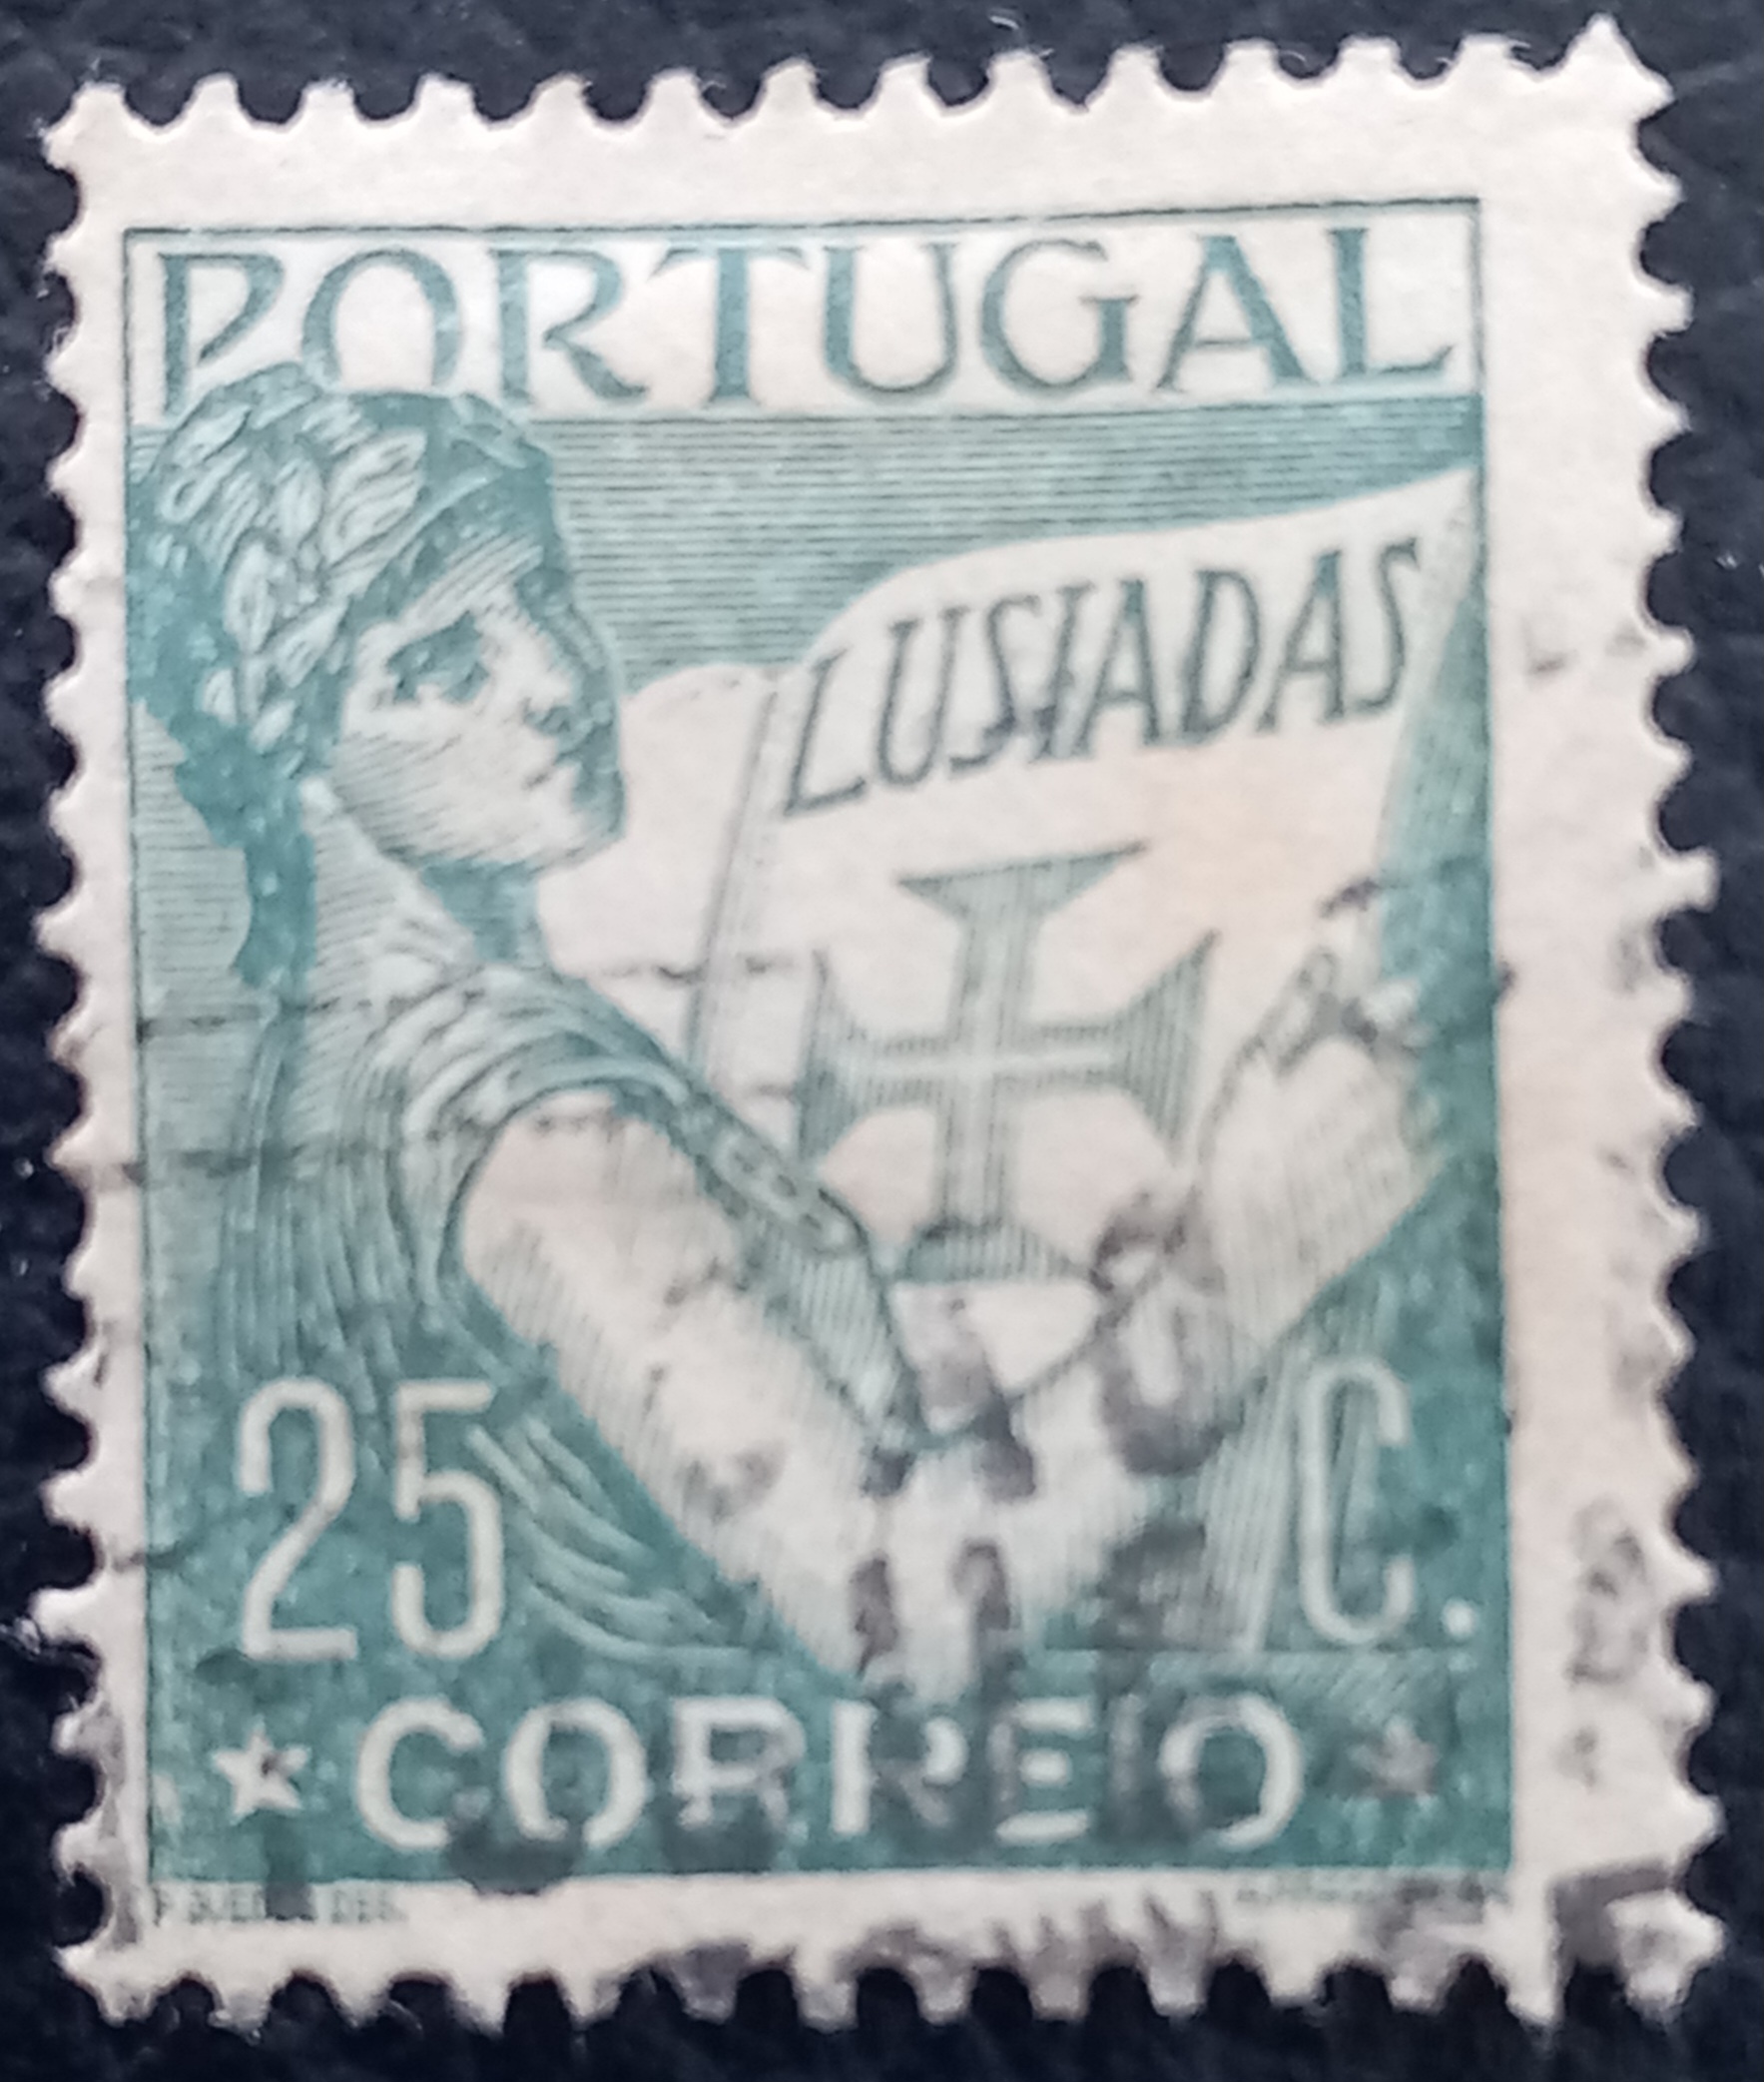 PORTUGAL
LUSIADAS
25 C.
CORREIO